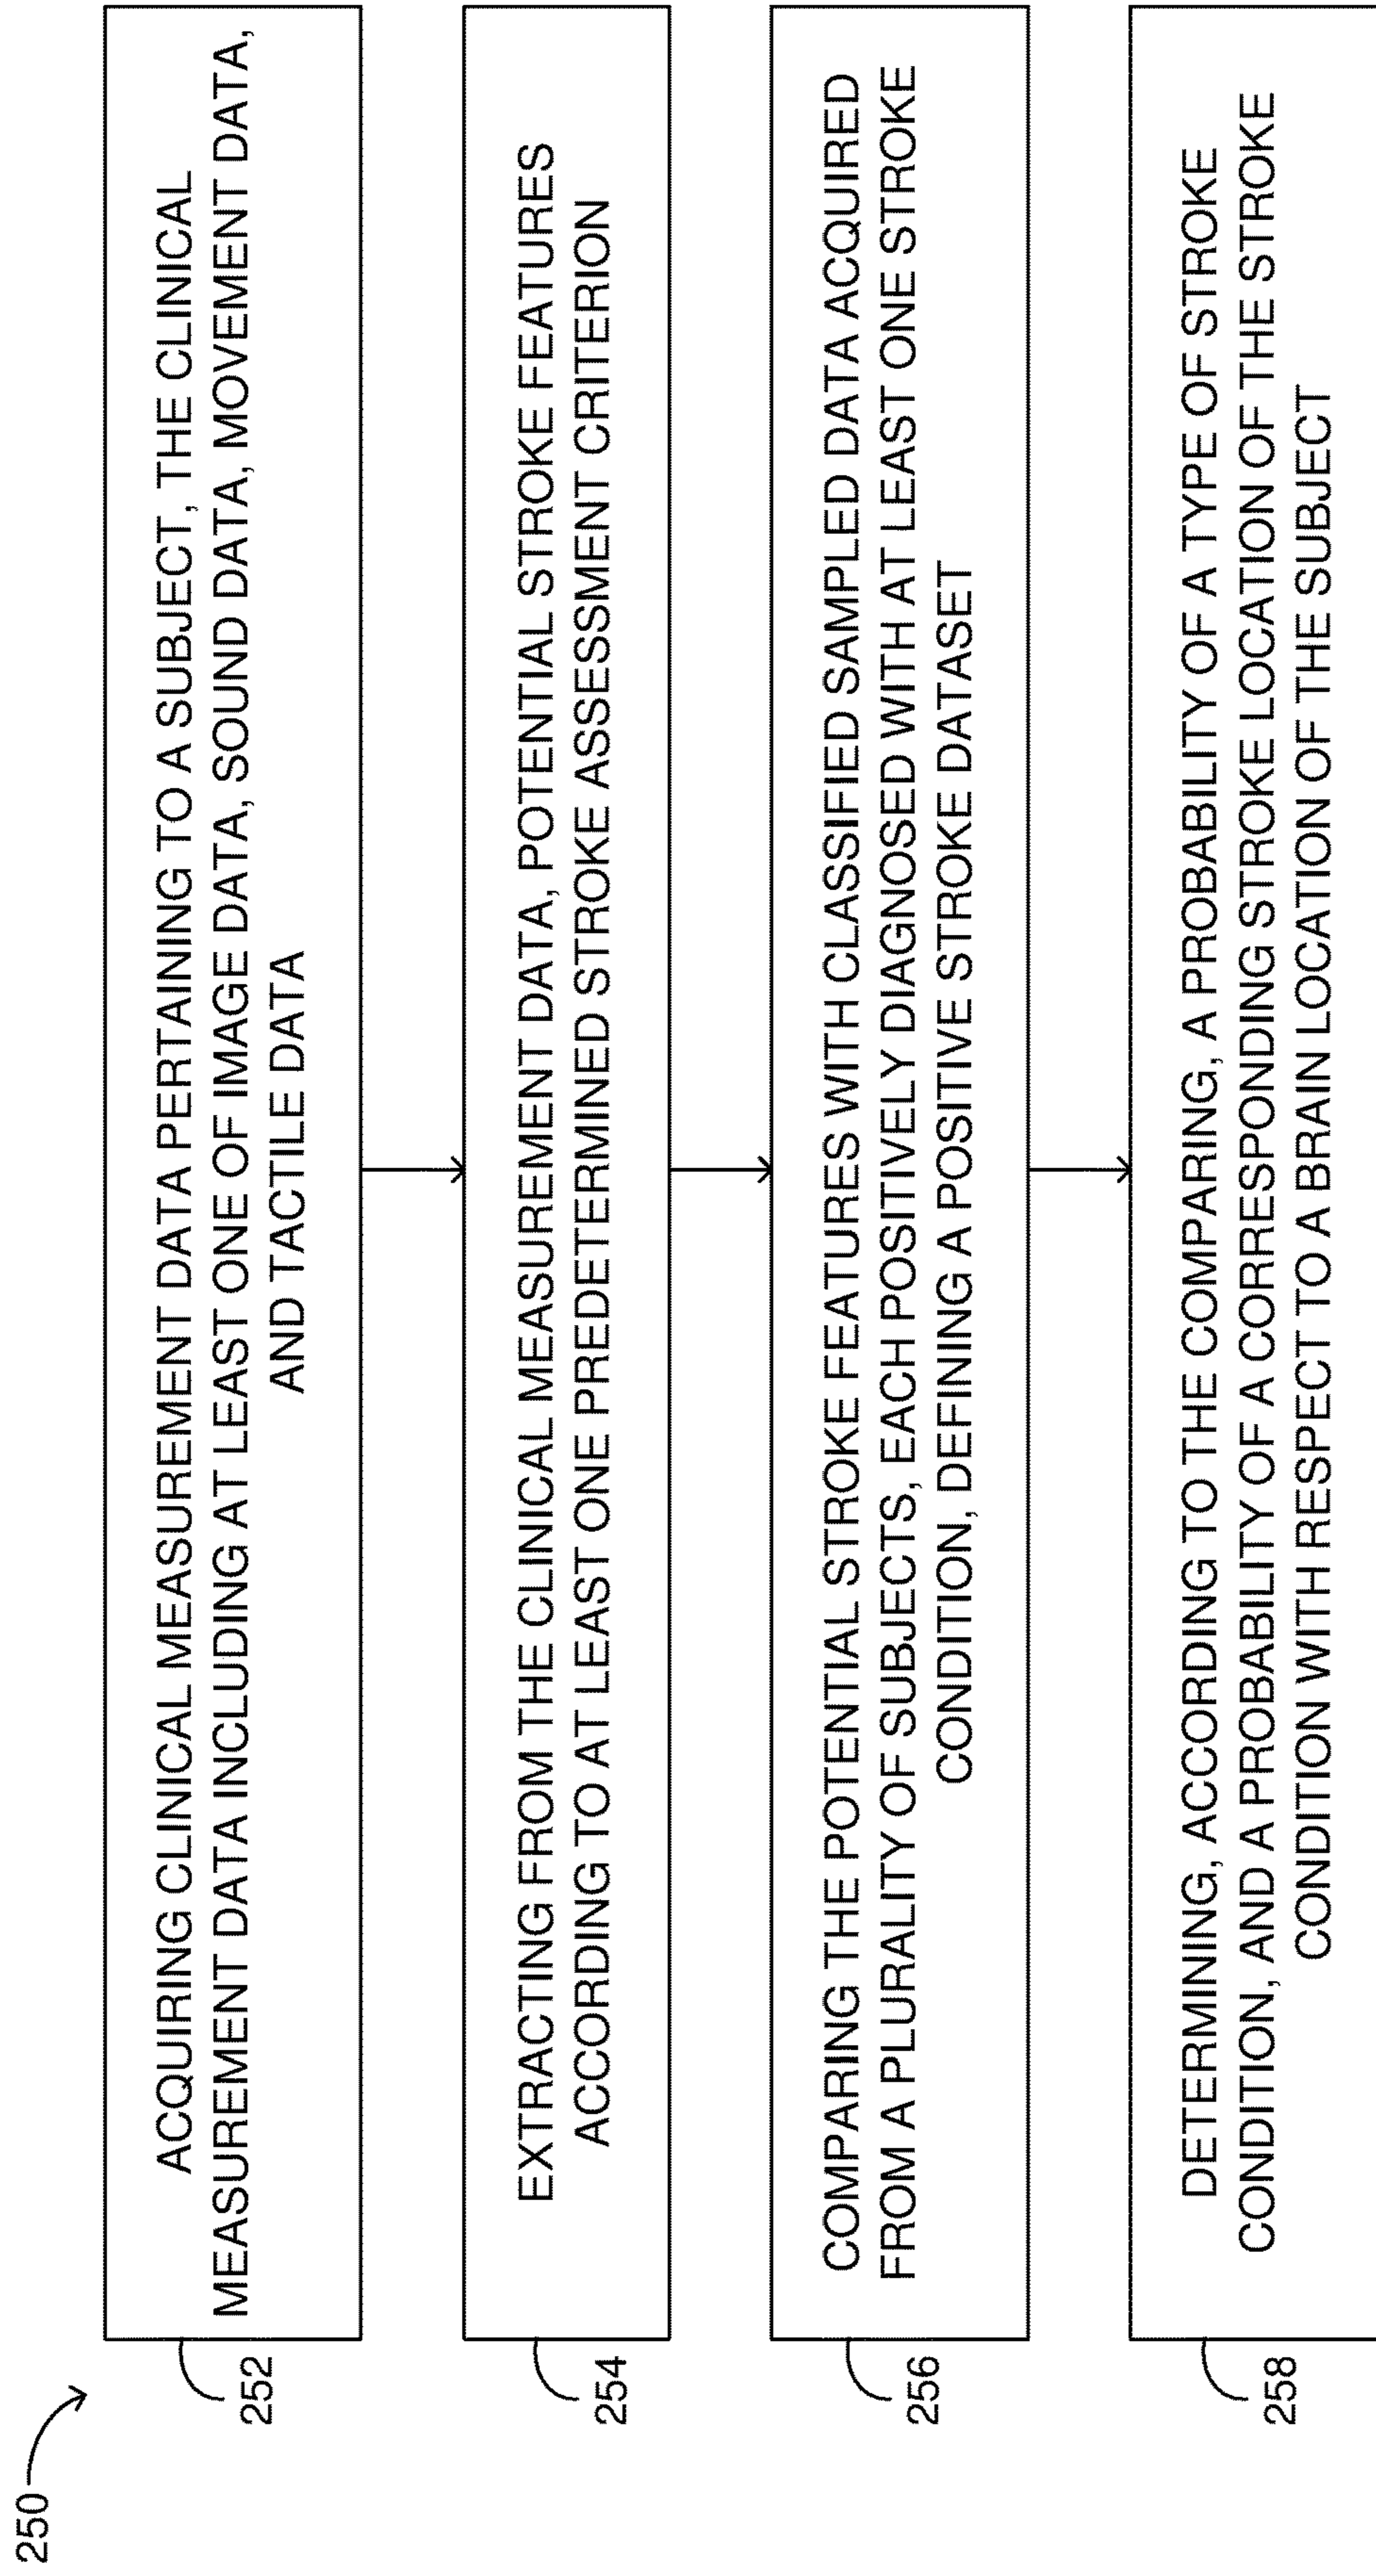 250
252
ACQUIRING CLINICAL MEASUREMENT DATA PERTAINING TO A SUBJECT, THE CLINICAL
MEASUREMENT DATA INCLUDING AT LEAST ONE OF IMAGE DATA, SOUND DATA, MOVEMENT DATA,
AND TACTILE DATA
254
EXTRACTING FROM THE CLINICAL MEASUREMENT DATA, POTENTIAL STROKE FEATURES
ACCORDING TO AT LEAST ONE PREDETERMINED STROKE ASSESSMENT CRITERION
256
COMPARING THE POTENTIAL STROKE FEATURES WITH CLASSIFIED SAMPLED DATA ACQUIRED
FROM A PLURALITY OF SUBJECTS, EACH POSITIVELY DIAGNOSED WITH AT LEAST ONE STROKE
CONDITION, DEFINING A POSITIVE STROKE DATASET
258
DETERMINING, ACCORDING TO THE COMPARING, A PROBABILITY OF A TYPE OF STROKE
CONDITION, AND A PROBABILITY OF A CORRESPONDING STROKE LOCATION OF THE STROKE
CONDITION WITH RESPECT TO A BRAIN LOCATION OF THE SUBJECT